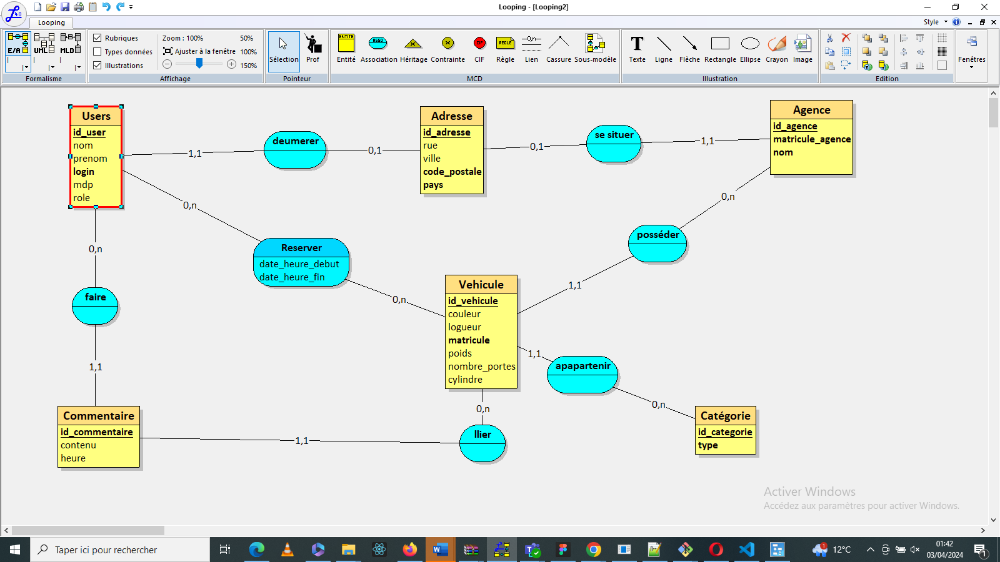 Looping - [Looping2]
4.0
Looping
Style
E/A
UML
MLD
Formalisme
Rubriques
Types données
Illustrations
Zoom : 100%
50%
Ajuster à la fenêtre
100%
150%
Affichage
Sélection
Prof
Pointeur
ENTITE
Entité
ASSO
Association
Héritage
Contrainte
CIF
CIF
REGLE
Règle
—0,n—
Lien
Cassure
Sous-modèle
MCD
T
Texte
Ligne
Flèche
Rectangle
Ellipse
Crayon
Image
Illustration
Edition
Fenêtres
Users
id_user
nom
prenom
login
mdp
role
1,1
deumerer
0,1
Adresse
id_adresse
rue
ville
code_postale
pays
0,1
se situer
1,1
Agence
id_agence
matricule_agence
nom
0,n
Reserver
date_heure_debut
date_heure_fin
0,n
0,n
posséder
1,1
0,n
faire
1,1
Vehicule
id_vehicule
couleur
logueur
matricule
poids
nombre_portes
cylindre
1,1
apapartenir
0,n
Catégorie
id_categorie
type
Commentaire
id_commentaire
contenu
heure
1,1
llier
0,n
Activer Windows
Accédez aux paramètres pour activer Windows.
Taper ici pour rechercher
12°C
01:42
03/04/2024
1
1